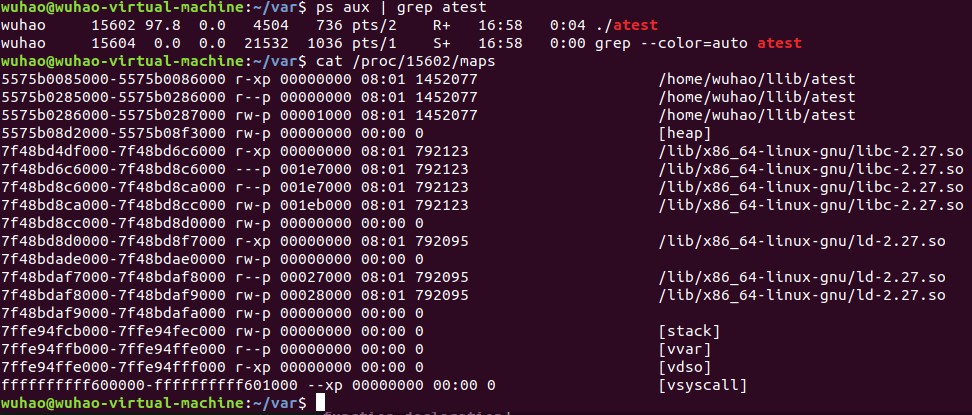 wuhao@wuhao-virtual-machine:~/var$ ps aux | grep atest
wuhao 15602 97.8 0.0 4504 736 pts/2 R+ 16:58 0:04 ./atest
wuhao 15604 0.0 0.0 21532 1036 pts/1 S+ 16:58 0:00 grep --color=auto atest
wuhao@wuhao-virtual-machine:~/var$ cat /proc/15602/maps
5575b0085000-5575b0086000 r-xp 00000000 08:01 1452077 /home/wuhao/llib/atest
5575b0285000-5575b0286000 r--p 00000000 08:01 1452077 /home/wuhao/llib/atest
5575b0286000-5575b0287000 rw-p 00001000 08:01 1452077 /home/wuhao/llib/atest
5575b08d2000-5575b08f3000 rw-p 00000000 00:00 0 [heap]
7f48bd4df000-7f48bd6c6000 r-xp 00000000 08:01 792123 /lib/x86_64-linux-gnu/libc-2.27.so
7f48bd6c6000-7f48bd8c6000 ---p 001e7000 08:01 792123 /lib/x86_64-linux-gnu/libc-2.27.so
7f48bd8c6000-7f48bd8ca000 r--p 001e7000 08:01 792123 /lib/x86_64-linux-gnu/libc-2.27.so
7f48bd8ca000-7f48bd8cc000 rw-p 001eb000 08:01 792123 /lib/x86_64-linux-gnu/libc-2.27.so
7f48bd8cc000-7f48bd8d0000 rw-p 00000000 00:00 0
7f48bd8d0000-7f48bd8f7000 r-xp 00000000 08:01 792095 /lib/x86_64-linux-gnu/ld-2.27.so
7f48bdade000-7f48bdae0000 rw-p 00000000 00:00 0
7f48bdaf7000-7f48bdaf8000 r--p 00027000 08:01 792095 /lib/x86_64-linux-gnu/ld-2.27.so
7f48bdaf8000-7f48bdaf9000 rw-p 00028000 08:01 792095 /lib/x86_64-linux-gnu/ld-2.27.so
7f48bdaf9000-7f48bdafa000 rw-p 00000000 00:00 0
7ffe94fcb000-7ffe94fec000 rw-p 00000000 00:00 0 [stack]
7ffe94ffb000-7ffe94ffe000 r--p 00000000 00:00 0 [vvar]
7ffe94ffe000-7ffe94fff000 r-xp 00000000 00:00 0 [vdso]
ffffffffff600000-ffffffffff601000 --xp 00000000 00:00 0 [vsyscall]
wuhao@wuhao-virtual-machine:~/var$